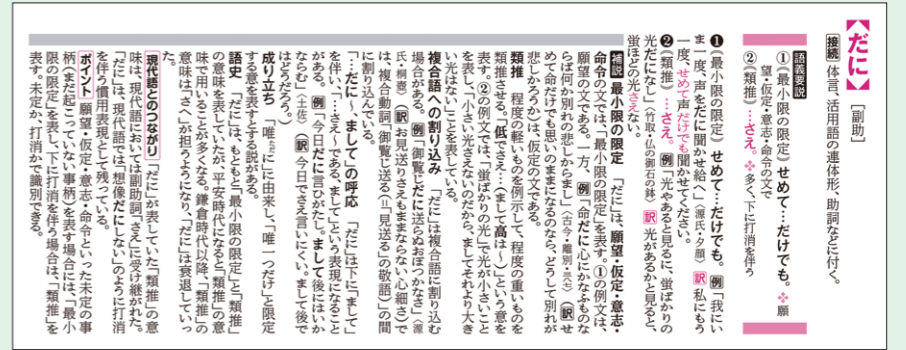 【だに】［副助］
接続 体言、活用語の連体形、助詞などに付く。
語義要説
①（最小限の限定）せめて…だけでも。❖願
望・仮定・意志・命令の文で
②（類推）…さえ。❖多く、下に打消を伴う
❶（最小限の限定）せめて…だけでも。例「我にい
ま一度、声をだに聞かせ給へ」〈源氏・夕顔〉訳 私にもう
一度、せめて声だけでも聞かせてください。
❷（類推）…さえ。例「光やあると見るに、蛍ばかりの
光だになし」〈竹取・仏の御石の鉢〉訳 光があるかと見ると、
蛍ほどの光さえない。
補説 最小限の限定 「だに」は、願望・仮定・意志・
命令の文では「最小限の限定」を表す。①の例文は、
願望の文である。一方、例「命だに心にかなふもの
ならば何か別れの悲しからまし」〈古今・離別・三八七〉（訳 せ
めて命だけでも思いのままになるのなら、どうして別れが
悲しかろうか）は、仮定の文である。
類推 程度の軽いものを例示して、程度の重いものを
類推させる。「低でさえ…（まして高は～）」という意を
表す。②の例文では、「蛍ばかりの光」で光が小さいこと
を表し、「小さい光さえないのだから、ましてそれより大き
い光はない」ことを表している。
複合語への割り込み 「だに」は複合語に割り込む
場合がある。例「御覧じだに送らぬおぼつかなさ」〈源
氏・桐壺〉（訳 お見送りさえもままならない心細さ）で
は、複合動詞「御覧じ送る（＝見送る）」の敬語）」の間
に割り込んでいる。
「…だに、まして」の呼応 「だに」は下に「まして」
を伴い、「…さえ～である。まして」という表現になること
がある。例「今日だに言ひがたし。まして後にはいか
ならむ」〈土佐〉（訳 今日でさえ言いにくい。まして後で
はどうだろう）。
成り立ち 「唯一」に由来し、「唯一つだけ」と限定
する意を表すとする説がある。
語史 「だに」は、もともと「最小限の限定」と「類推」
の意味を表していたが、平安時代になると「類推」の意
味で用いることが多くなる。鎌倉時代以降、「類推」の
意味は「さへ」が担うようになり、「だに」は衰退していっ
た。
現代語とのつながり 「だに」が表していた「類推」の意
味は、現代語においては副助詞「さえ」に受け継がれた。
「だに」は、現代語では「想像だにしない」のように打消
を伴う慣用表現として残っている。
ポイント 願望・仮定・意志・命令といった未定の事
柄（まだ起こっていない事柄）を表す場合には、「最小
限の限定」を表し、下に打消を伴う場合は、「類推」を
表す。未定か、打消かで識別できる。